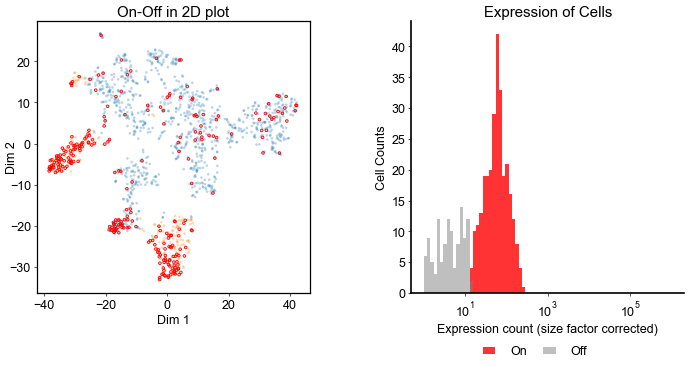 On-Off in 2D plot
Dim 2
20
10
0
−10
−20
−30
−40
−20
0
20
40
Dim 1
Expression of Cells
Cell Counts
40
35
30
25
20
15
10
5
0
10^1
10^3
10^5
Expression count (size factor corrected)
On
Off